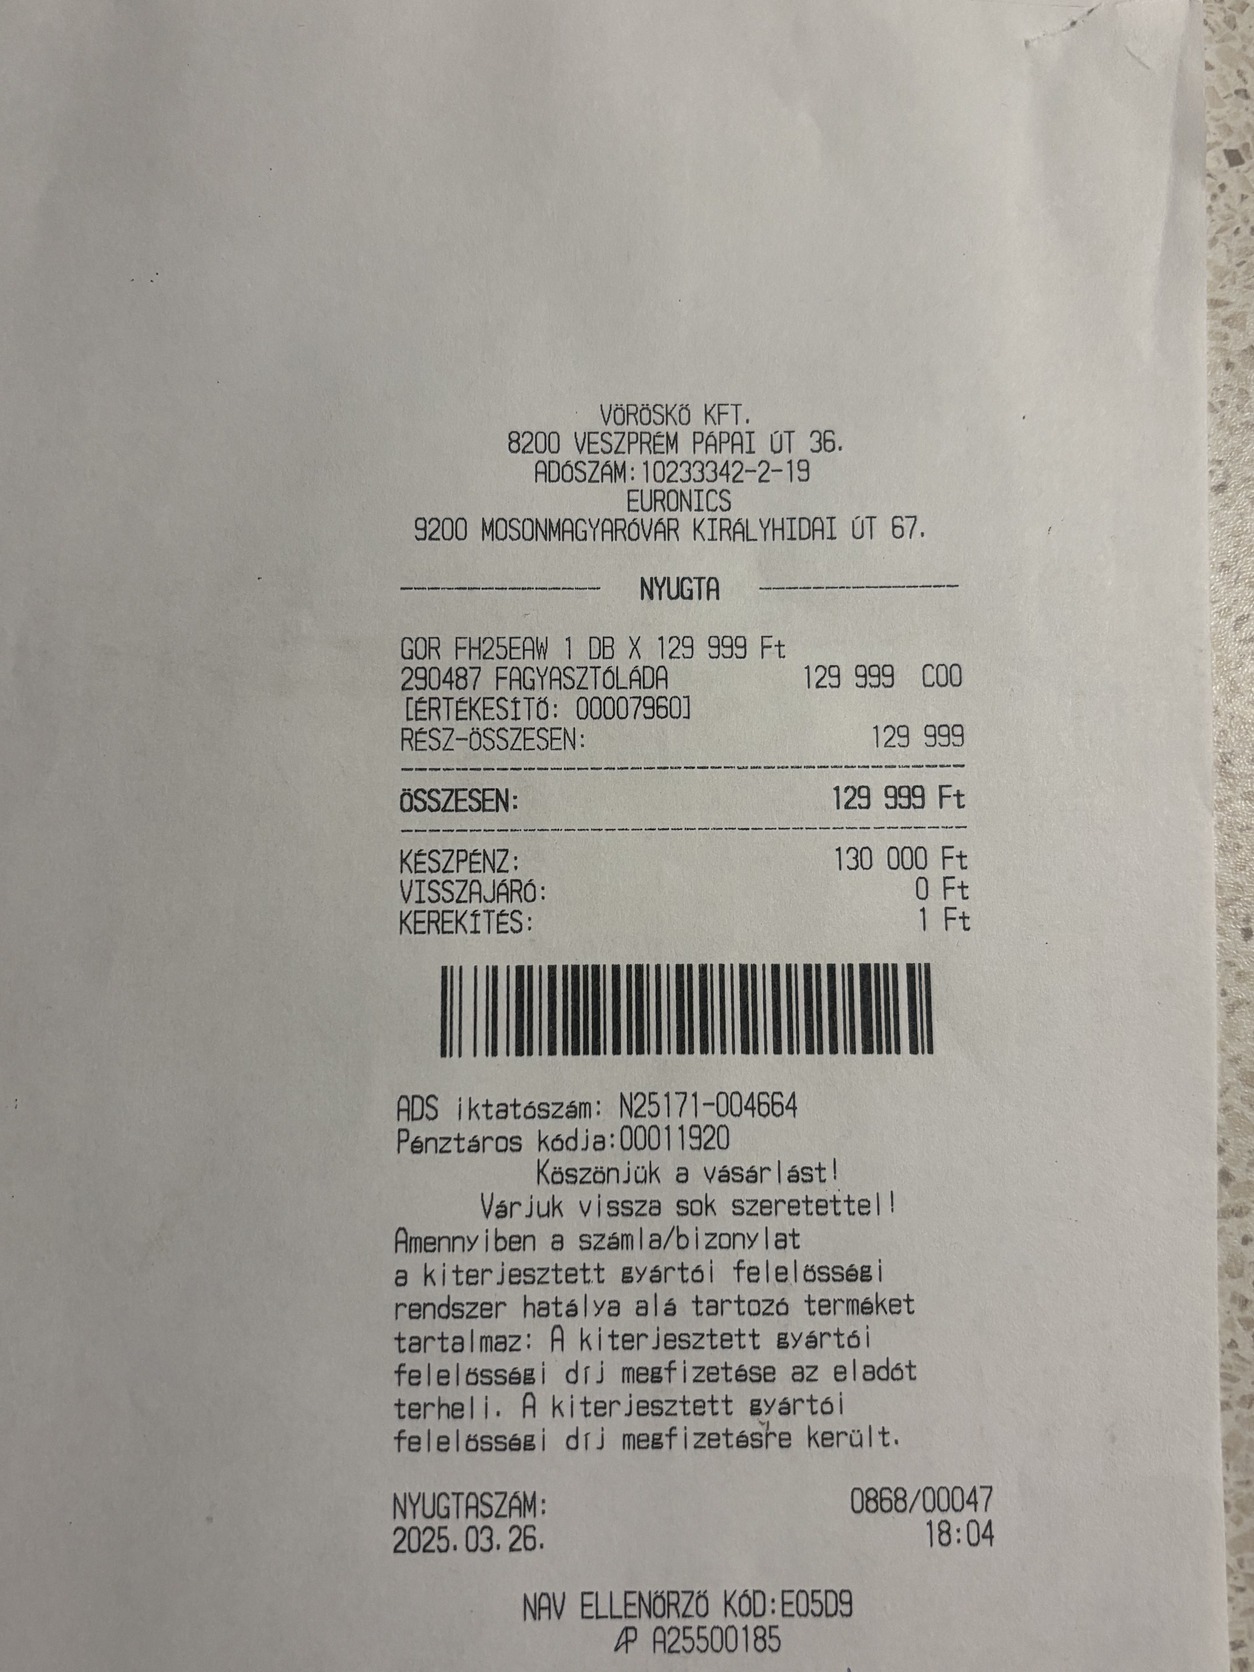 VÖRÖSKŐ KFT.
8200 VESZPRÉM PÁPAI ÚT 36.
ADÓSZÁM:10233342-2-19
EURONICS
9200 MOSONMAGYARÓVÁR KIRÁLYHIDAI ÚT 67.
NYUGTA
GOR FH25EAW 1 DB X 129 999 Ft
290487 FAGYASZTÓLÁDA 129 999 C00
[ÉRTÉKESÍTŐ: 00007960]
RÉSZ-ÖSSZESEN: 129 999
ÖSSZESEN: 129 999 Ft
KÉSZPÉNZ: 130 000 Ft
VISSZAJÁRÓ: 0 Ft
KEREKÍTÉS: 1 Ft
ADS iktatószám: N25171-004664
Pénztáros kódja:00011920
Köszönjük a vásárlást!
Várjuk vissza sok szeretettel!
Amennyiben a számla/bizonylat
a kiterjesztett gyártói felelősségi
rendszer hatálya alá tartozó terméket
tartalmaz: A kiterjesztett gyártói
felelősségi díj megfizetése az eladót
terheli. A kiterjesztett gyártói
felelősségi díj megfizetésre került.
NYUGTASZÁM: 0868/00047
2025.03.26. 18:04
NAV ELLENŐRZŐ KÓD:E05D9
AP A25500185